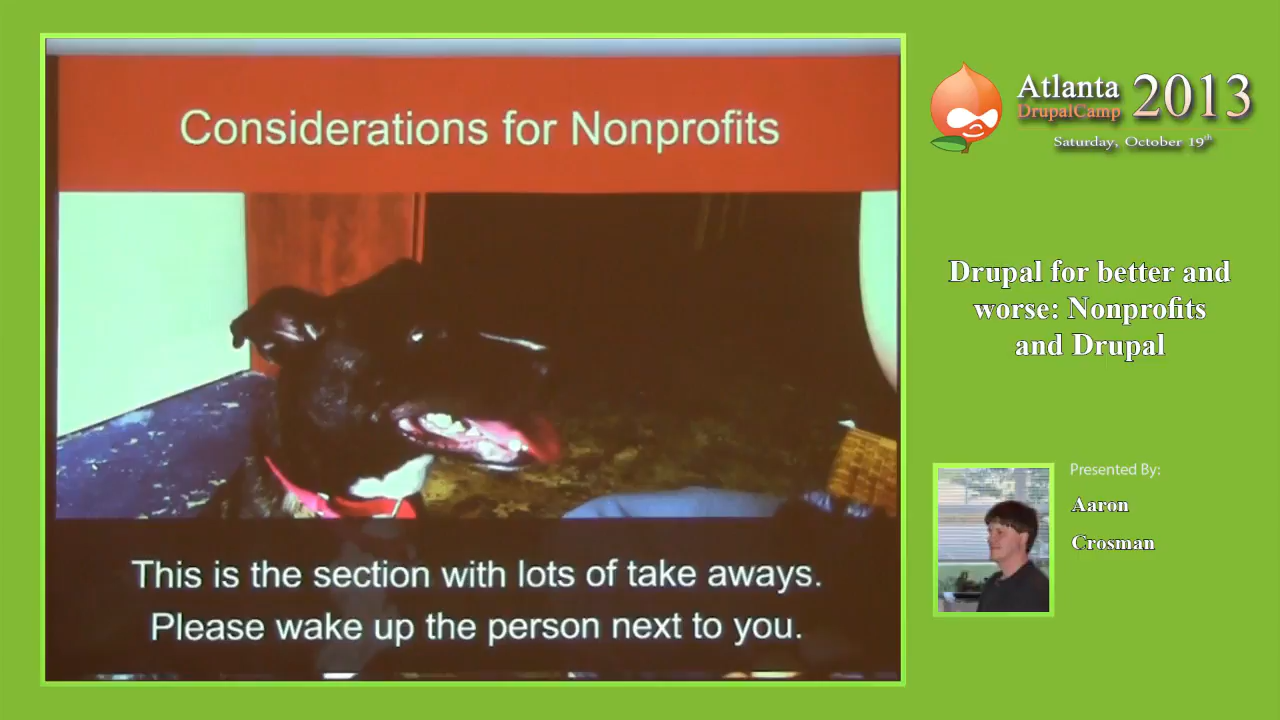 Considerations for Nonprofits
This is the section with lots of take aways.
Please wake up the person next to you.
Atlanta
DrupalCamp
2013
Saturday, October 19th
Drupal for better and
worse: Nonprofits
and Drupal
Presented By:
Aaron
Crosman